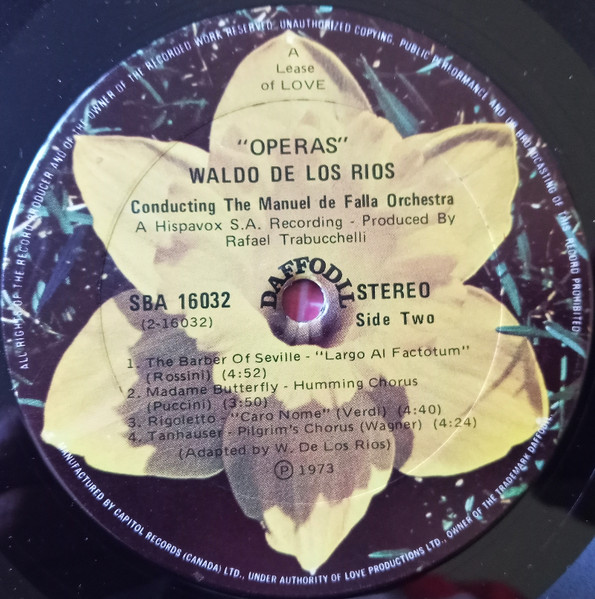 A
Lease
of LOVE
"OPERAS"
WALDO DE LOS RIOS
Conducting The Manuel de Falla Orchestra
A Hispavox S.A. Recording - Produced By
Rafael Trabucchelli
DAFFODIL
SBA 16032
(2-16032)
STEREO
Side Two
1. The Barber Of Seville - "Largo Al Factotum"
(Rossini) (4:52)
2. Madame Butterfly - Humming Chorus
(Puccini) (3:50)
3. Rigoletto - "Caro Nome" (Verdi) (4:40)
4. Tanhauser - Pilgrim's Chorus (Wagner) (4:24)
(Adapted by W. De Los Rios)
Ⓟ 1973
ALL RIGHTS OF THE RECORD PRODUCER AND OF THE OWNER OF THE RECORDED WORK RESERVED. UNAUTHORIZED COPYING, PUBLIC PERFORMANCE AND BROADCASTING OF THIS RECORD PROHIBITED.
MANUFACTURED BY CAPITOL RECORDS (CANADA) LTD., UNDER AUTHORITY OF LOVE PRODUCTIONS LTD., OWNER OF THE TRADEMARK DAFFODIL